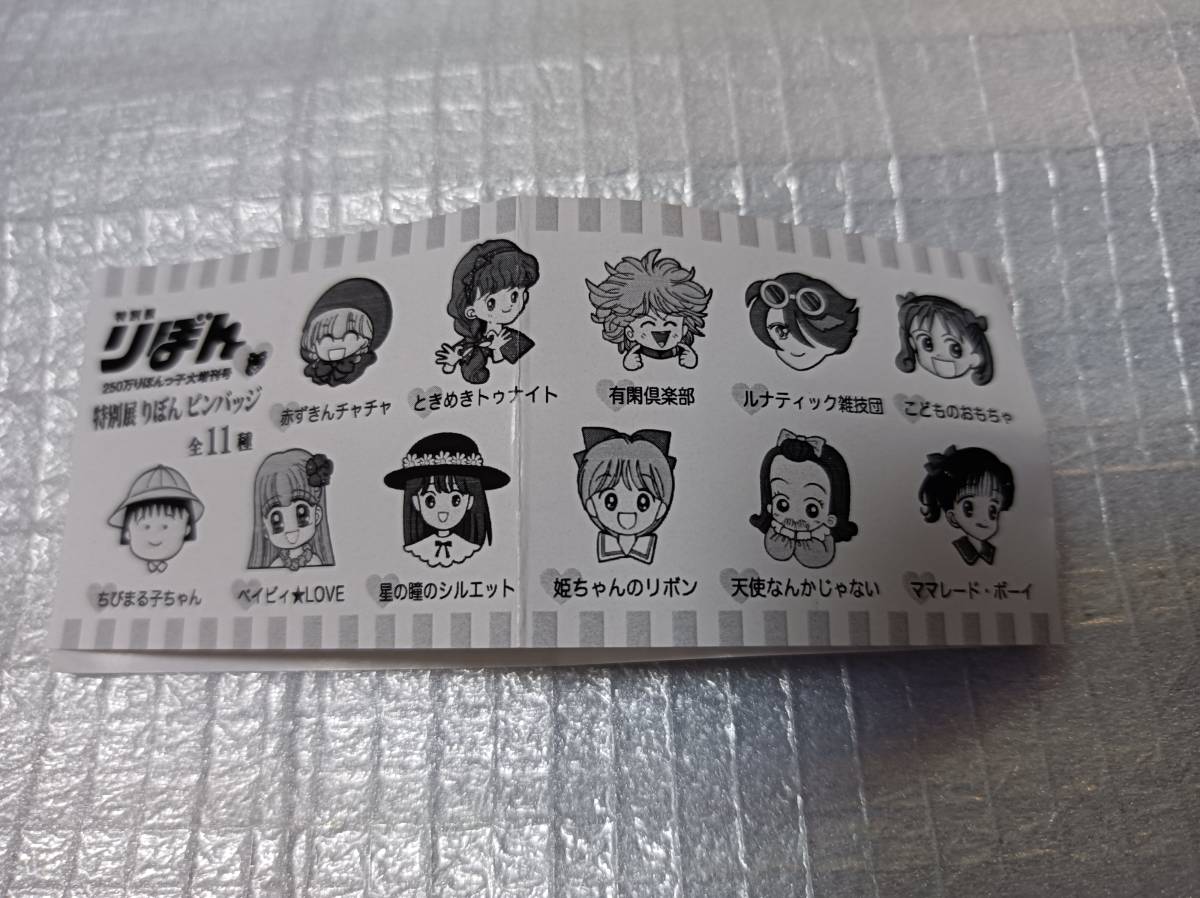 特別展
りぼん
250万りぼんっ子大増刊号
特別展 りぼん ピンバッジ
全11種
赤ずきんチャチャ
ときめきトゥナイト
有閑倶楽部
ルナティック雑技団
こどものおもちゃ
ちびまる子ちゃん
ベイビィ★LOVE
星の瞳のシルエット
姫ちゃんのリボン
天使なんかじゃない
ママレード・ボーイ